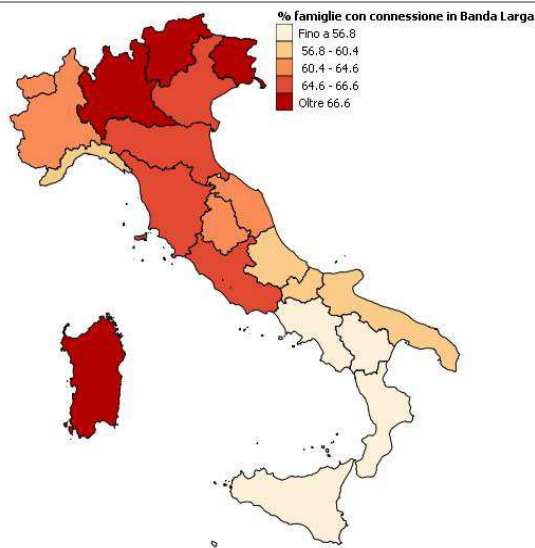 % famiglie con connessione in Banda Larga
Fino a 56.8
56.8 - 60.4
60.4 - 64.6
64.6 - 66.6
Oltre 66.6